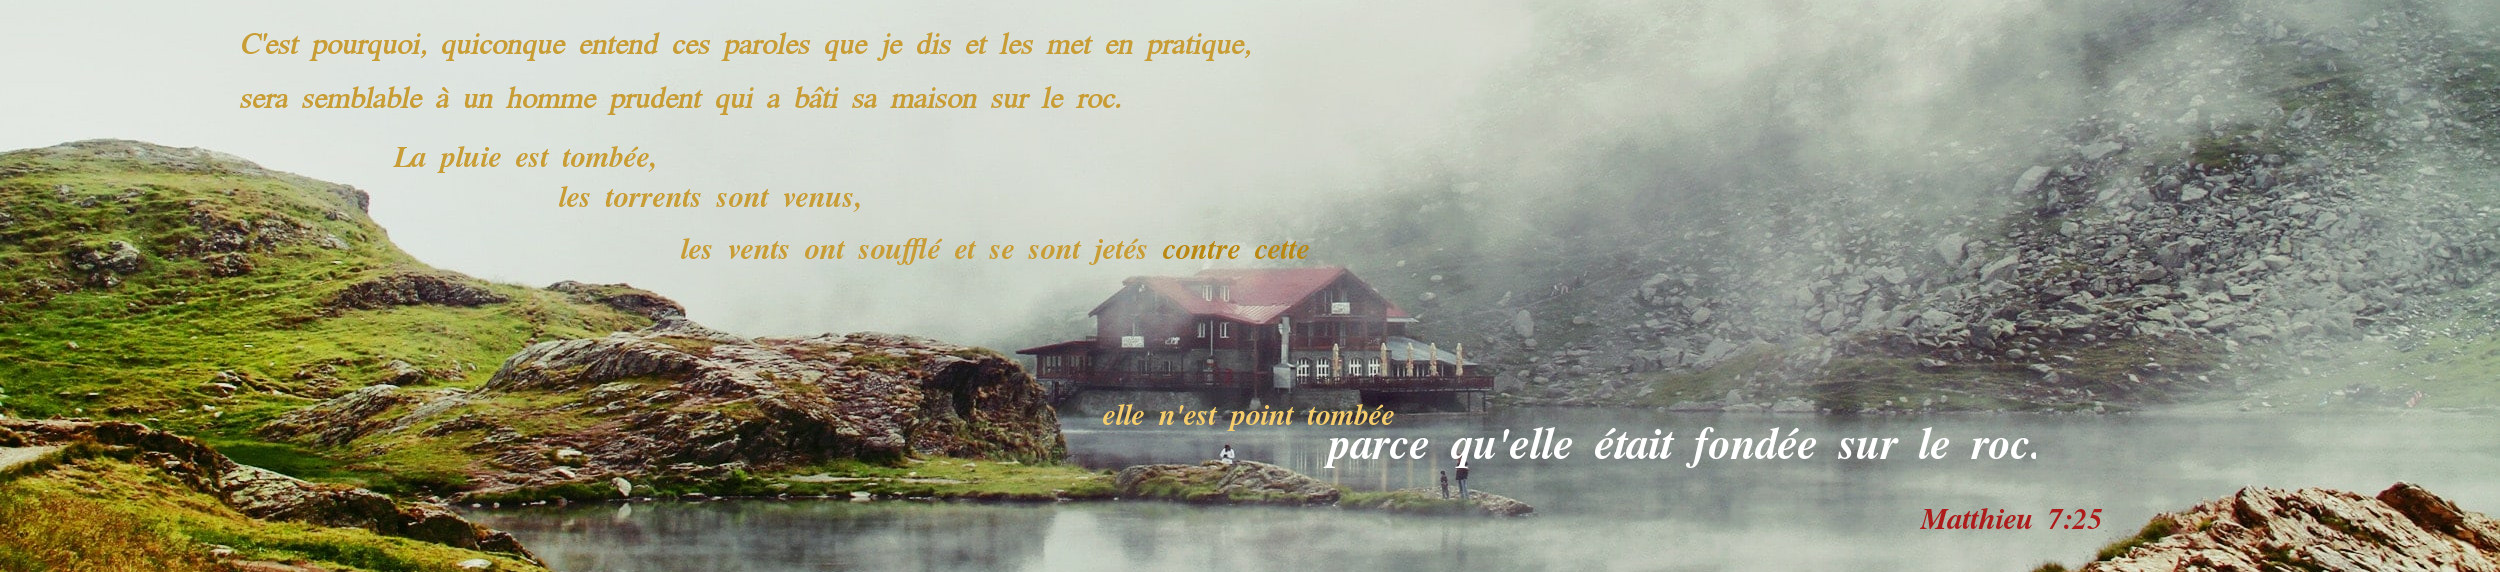 C'est pourquoi, quiconque entend ces paroles que je dis et les met en pratique,
sera semblable à un homme prudent qui a bâti sa maison sur le roc.
La pluie est tombée,
les torrents sont venus,
les vents ont soufflé et se sont jetés contre cette
elle n'est point tombée
parce qu'elle était fondée sur le roc.
Matthieu 7:25